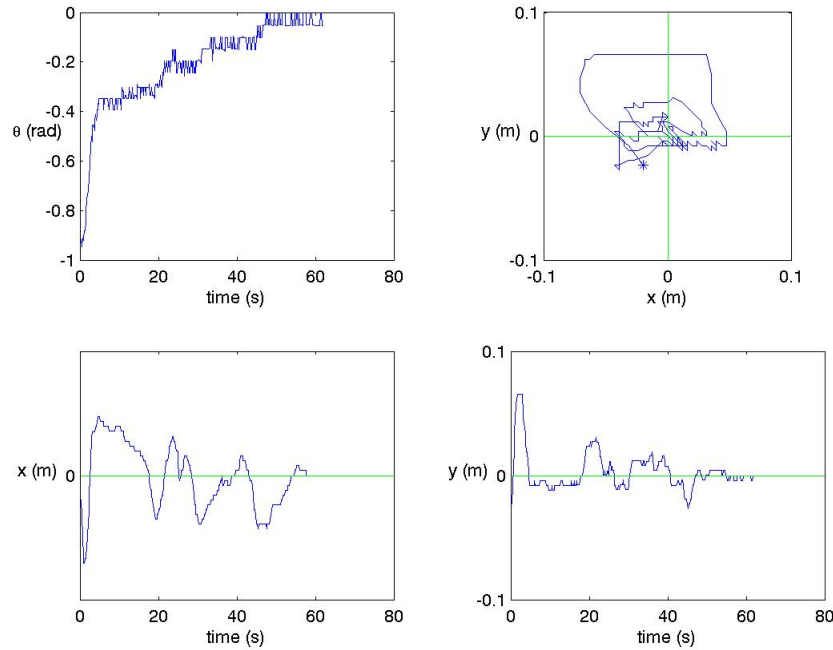 0
-0.2
-0.4
θ (rad)
-0.6
-0.8
-1
0 20 40 60 80
time (s)
0.1
y (m) 0
-0.1
-0.1 0 0.1
x (m)
x (m) 0
0 20 40 60 80
time (s)
0.1
y (m) 0
-0.1
0 20 40 60 80
time (s)